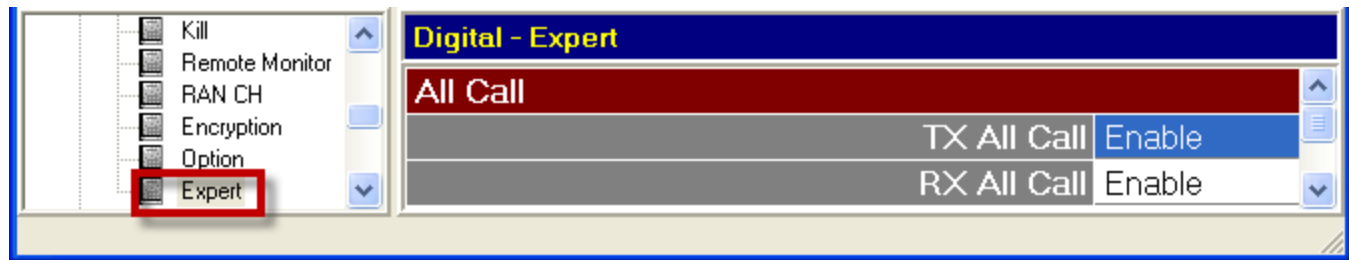 Kill
Remote Monitor
RAN CH
Encryption
Option
Expert
Digital - Expert
All Call
TX All Call Enable
RX All Call Enable